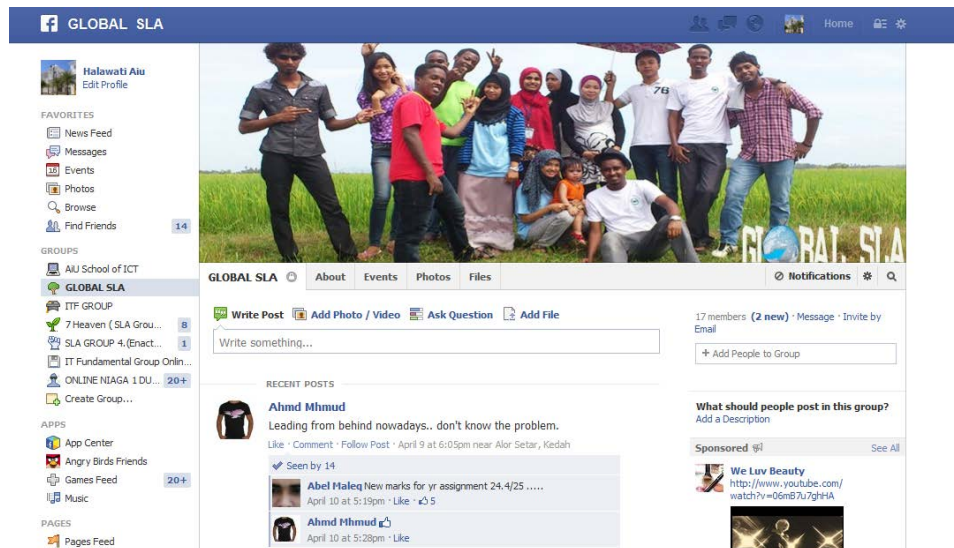 GLOBAL SLA
Home
Halawati Aiu
Edit Profile
FAVORITES
News Feed
Messages
Events
Photos
Browse
Find Friends 14
GROUPS
AIU School of ICT
GLOBAL SLA
ITF GROUP
7 Heaven ( SLA Grou... 8
SLA GROUP 4.(Enact... 1
IT Fundamental Group Onlin...
ONLINE NIAGA 1 DU... 20+
Create Group...
APPS
App Center
Angry Birds Friends
Games Feed 20+
Music
PAGES
Pages Feed
76
GLOBAL SLA
GLOBAL SLA About Events Photos Files Notifications
Write Post Add Photo / Video Ask Question Add File
Write something...
RECENT POSTS
Ahmd Mhmud
Leading from behind nowadays.. don't know the problem.
Like · Comment · Follow Post · April 9 at 6:05pm near Alor Setar, Kedah
Seen by 14
Abel Maleq New marks for yr assignment 24.4/25 .....
April 10 at 5:19pm · Like · 5
Ahmd Mhmud
April 10 at 5:28pm · Like
17 members (2 new) · Message · Invite by
Email
+ Add People to Group
What should people post in this group?
Add a Description
Sponsored See All
We Luv Beauty
http://www.youtube.com/
watch?v=06mB7u7ghHA